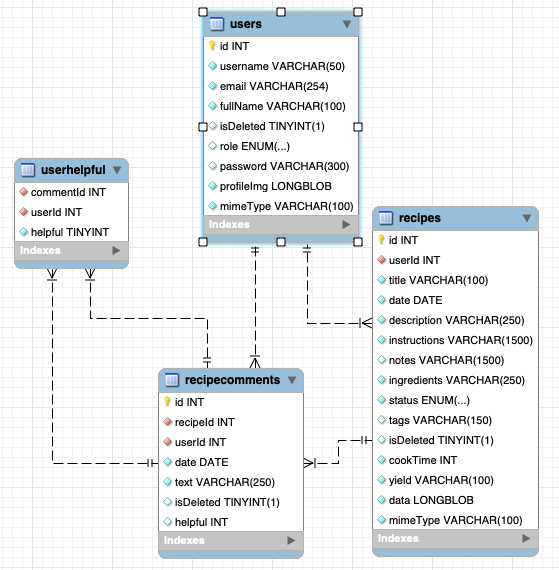 users
id INT
username VARCHAR(50)
email VARCHAR(254)
fullName VARCHAR(100)
isDeleted TINYINT(1)
role ENUM(...)
password VARCHAR(300)
profileImg LONGBLOB
mimeType VARCHAR(100)
Indexes
userhelpful
commentId INT
userId INT
helpful TINYINT
Indexes
recipes
id INT
userId INT
title VARCHAR(100)
date DATE
description VARCHAR(250)
instructions VARCHAR(1500)
notes VARCHAR(1500)
ingredients VARCHAR(250)
status ENUM(...)
tags VARCHAR(150)
isDeleted TINYINT(1)
cookTime INT
yield VARCHAR(100)
data LONGBLOB
mimeType VARCHAR(100)
Indexes
recipecomments
id INT
recipeId INT
userId INT
date DATE
text VARCHAR(250)
isDeleted TINYINT(1)
helpful INT
Indexes